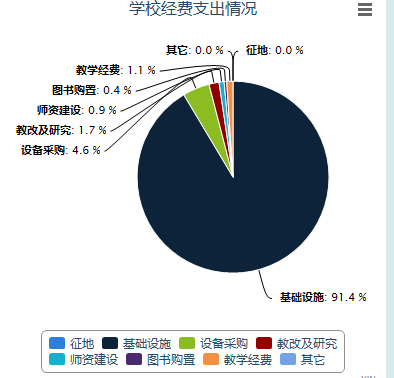 学校经费支出情况
其它: 0.0 %
征地: 0.0 %
教学经费: 1.1 %
图书购置: 0.4 %
师资建设: 0.9 %
教改及研究: 1.7 %
设备采购: 4.6 %
基础设施: 91.4 %
征地 基础设施 设备采购 教改及研究
师资建设 图书购置 教学经费 其它